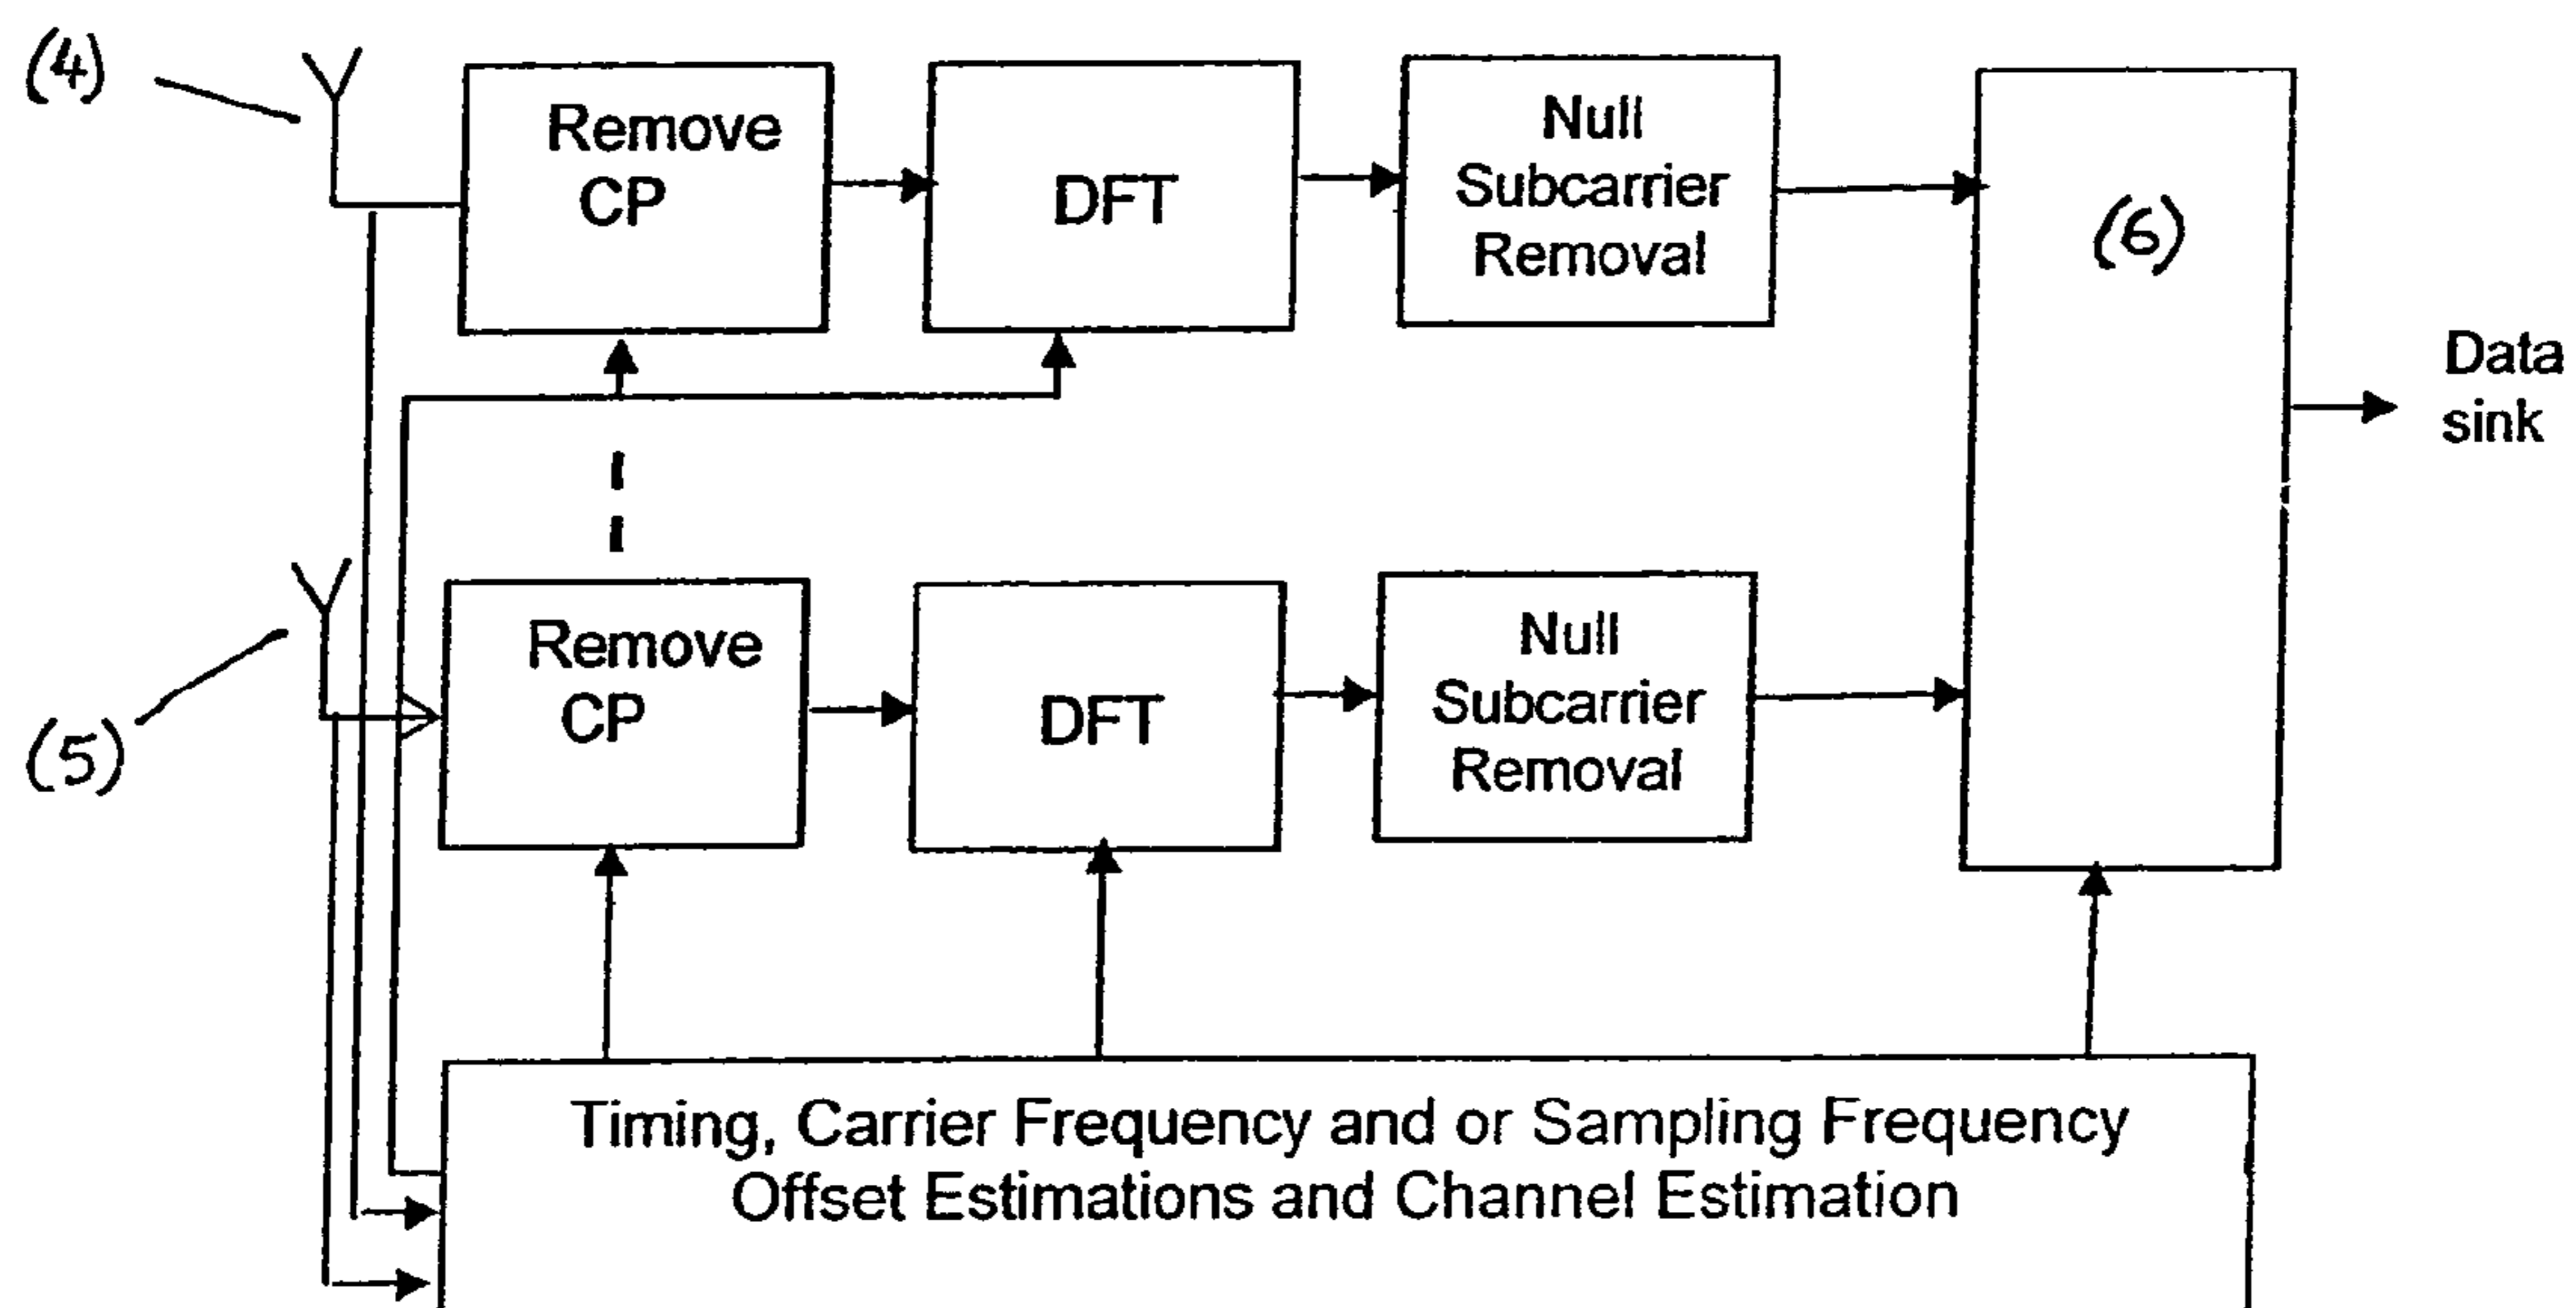 (4)
Remove
CP
DFT
Null
Subcarrier
Removal
(6)
Data
sink
(5)
Remove
CP
DFT
Null
Subcarrier
Removal
Timing, Carrier Frequency and or Sampling Frequency
Offset Estimations and Channel Estimation